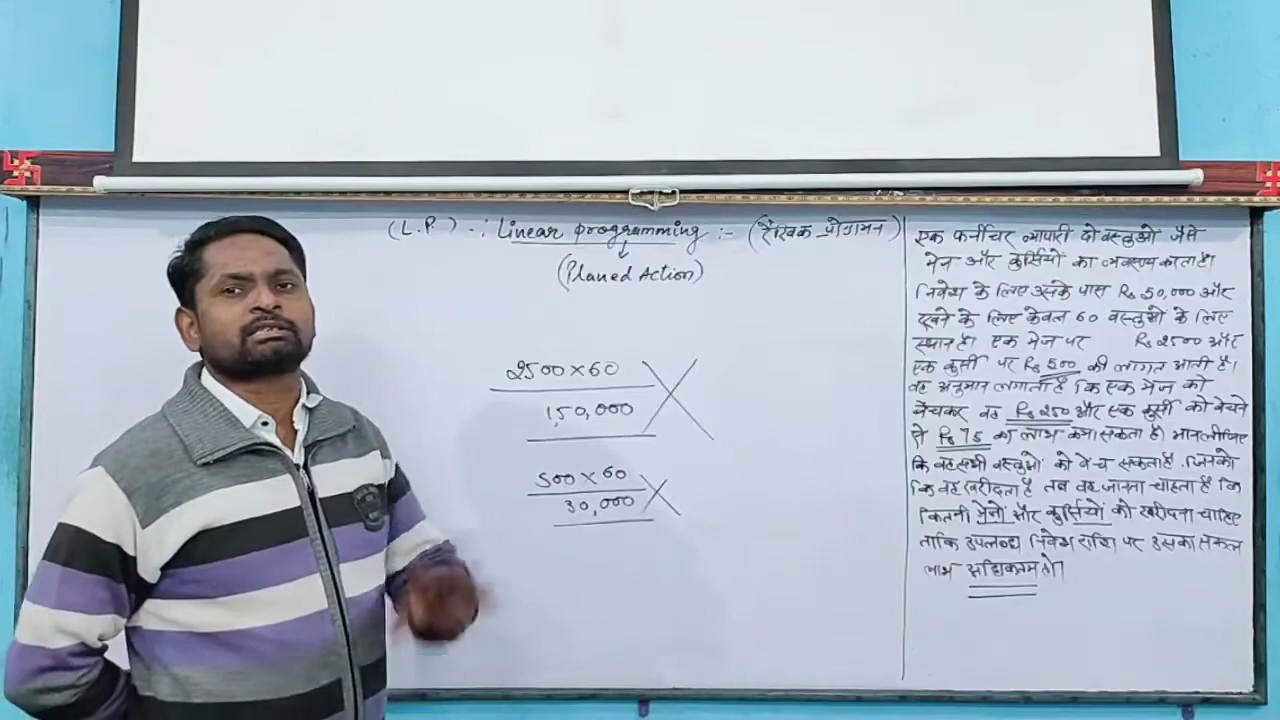 (L.P.) -: Linear programming :- (रैखिक प्रोग्रामन)
(Planed Action)
2500×60
1,50,000
500×60
30,000
एक फर्नीचर व्यापारी दो वस्तुओं जैसे
मेज और कुर्सियों का व्यवसाय करता है।
निवेश के लिए उसके पास Rs 50,000 और
रखने के लिए केवल 60 वस्तुओं के लिए
स्थान है। एक मेज पर Rs 2500 और
एक कुर्सी पर Rs 500 की लागत आती है।
वह अनुमान लगाता है कि एक मेज को
बेचकर वह Rs 250 और एक कुर्सी को बेचने
से Rs 75 का लाभ कमा सकता है। मान लीजिए
कि वह सभी वस्तुओं को बेच सकता है जिनको
कि वह खरीदता है तब वह जानना चाहता है कि
कितनी मेजों और कुर्सियों को खरीदना चाहिए
ताकि उपलब्ध निवेश राशि पर उसका सकल
लाभ अधिकतम हो।